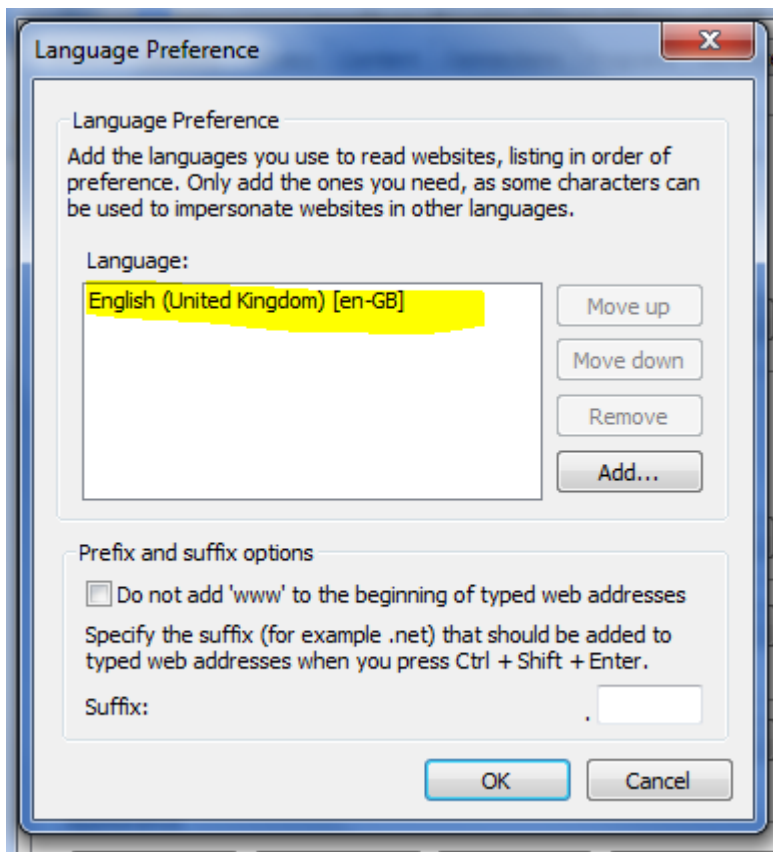 Language Preference
Language Preference
Add the languages you use to read websites, listing in order of
preference. Only add the ones you need, as some characters can
be used to impersonate websites in other languages.
Language:
English (United Kingdom) [en-GB]
Move up
Move down
Remove
Add...
Prefix and suffix options
Do not add 'www' to the beginning of typed web addresses
Specify the suffix (for example .net) that should be added to
typed web addresses when you press Ctrl + Shift + Enter.
Suffix: .
OK Cancel